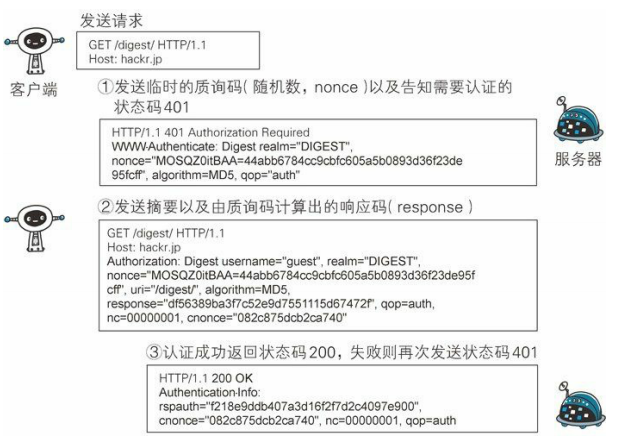 发送请求
GET /digest/ HTTP/1.1
Host: hackr.jp
客户端
①发送临时的质询码(随机数，nonce)以及告知需要认证的
状态码401
HTTP/1.1 401 Authorization Required
WWW-Authenticate: Digest realm="DIGEST",
nonce="MOSQZ0itBAA=44abb6784cc9cbfc605a5b0893d36f23de
95fcff", algorithm=MD5, qop="auth"
服务器
②发送摘要以及由质询码计算出的响应码(response)
GET /digest/ HTTP/1.1
Host: hackr.jp
Authorization: Digest username="guest", realm="DIGEST",
nonce="MOSQZ0itBAA=44abb6784cc9cbfc605a5b0893d36f23de95f
cff", uri="/digest/", algorithm=MD5,
response="df56389ba3f7c52e9d7551115d67472f", qop=auth,
nc=00000001, cnonce="082c875dcb2ca740"
③认证成功返回状态码200，失败则再次发送状态码401
HTTP/1.1 200 OK
Authentication-Info:
rspauth="f218e9ddb407a3d16f2f7d2c4097e900",
cnonce="082c875dcb2ca740", nc=00000001, qop=auth